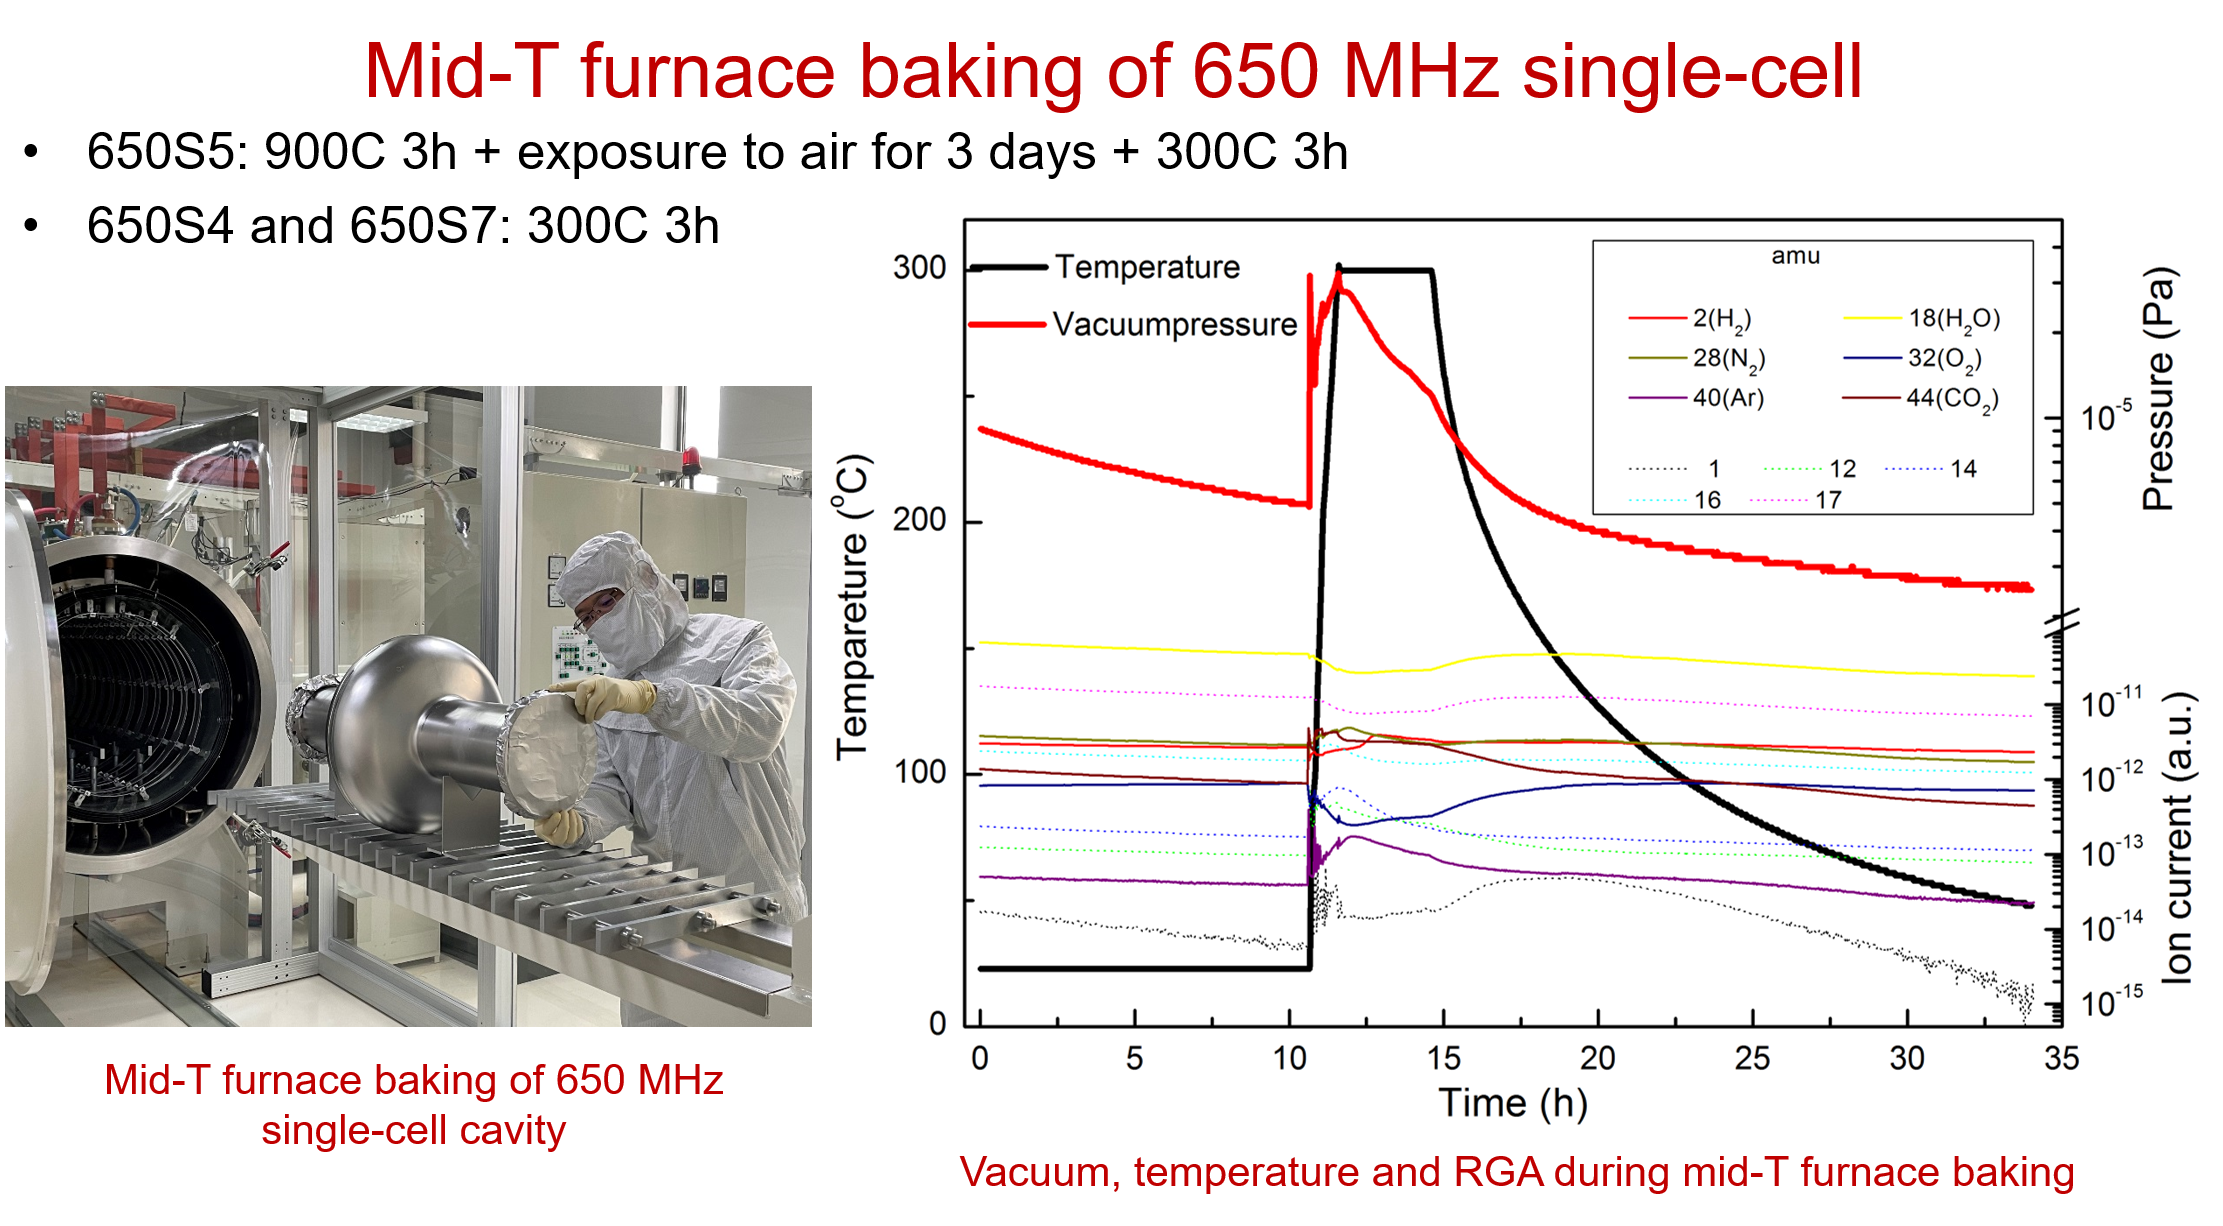 Mid-T furnace baking of 650 MHz single-cell
• 650S5: 900C 3h + exposure to air for 3 days + 300C 3h
• 650S4 and 650S7: 300C 3h
Temperature
Vacuumpressure
amu
2(H₂)
18(H₂O)
28(N₂)
32(O₂)
40(Ar)
44(CO₂)
1
12
14
16
17
300
200
100
0
Tempareture (°C)
10⁻⁵
Pressure (Pa)
10⁻¹¹
10⁻¹²
10⁻¹³
10⁻¹⁴
10⁻¹⁵
Ion current (a.u.)
0 5 10 15 20 25 30 35
Time (h)
Mid-T furnace baking of 650 MHz
single-cell cavity
Vacuum, temperature and RGA during mid-T furnace baking